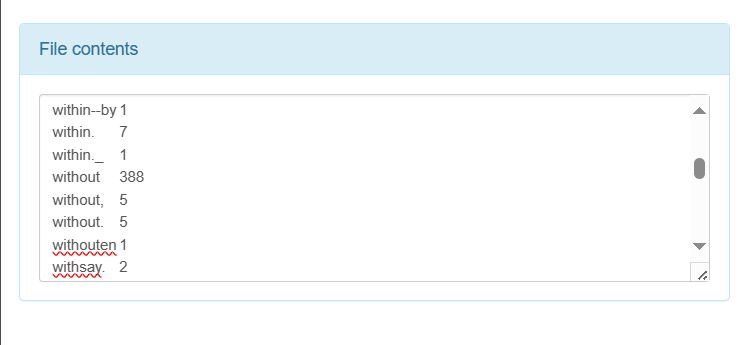 File contents
within--by 1
within. 7
within._ 1
without 388
without, 5
without. 5
withouten 1
withsay. 2